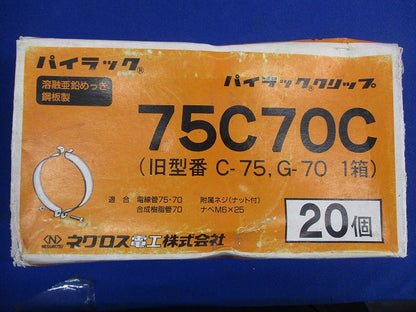 パイラック®
パイラック®クリップ
溶融亜鉛めっき
鋼板製
75C70C
(旧型番 C-75, G-70 1箱)
適合 電線管75・70
合成樹脂管70
附属ネジ(ナット付)
ナベM6×25
20個
N
NEGUROSU
ネグロス電工株式会社